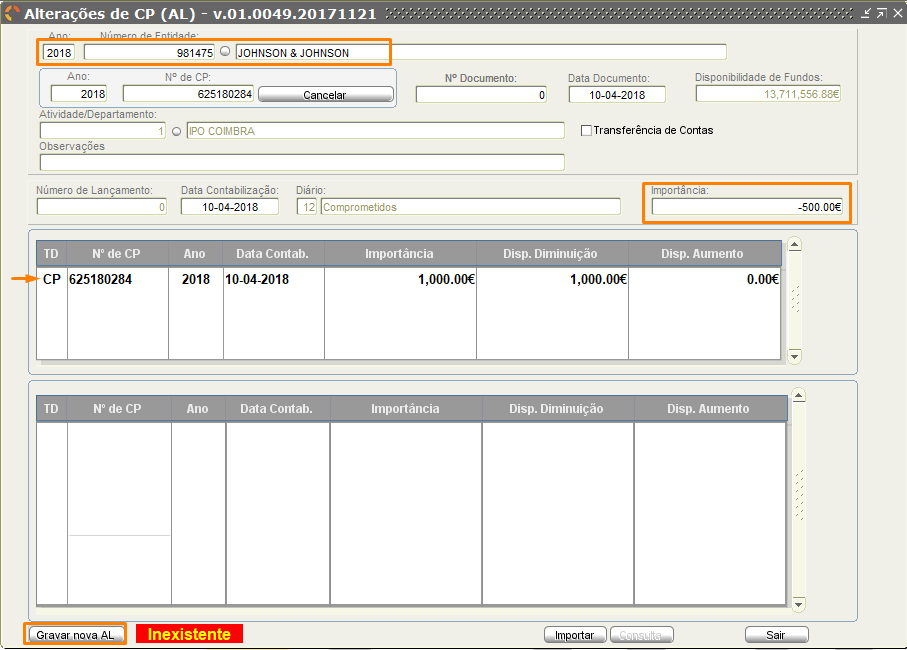 Alterações de CP (AL) - v.01.0049.20171121
Ano: Número de Entidade:
2018 981475 JOHNSON & JOHNSON
Ano: Nº de CP: Nº Documento: Data Documento: Disponibilidade de Fundos:
2018 625180284 Cancelar 0 10-04-2018 13,711,556.88€
Atividade/Departamento:
1 IPO COIMBRA Transferência de Contas
Observações
Número de Lançamento: Data Contabilização: Diário: Importância:
0 10-04-2018 12 Comprometidos -500.00€
TD Nº de CP Ano Data Contab. Importância Disp. Diminuição Disp. Aumento
CP 625180284 2018 10-04-2018 1,000.00€ 1,000.00€ 0.00€
TD Nº de CP Ano Data Contab. Importância Disp. Diminuição Disp. Aumento
Gravar nova AL Inexistente Importar Consulta Sair